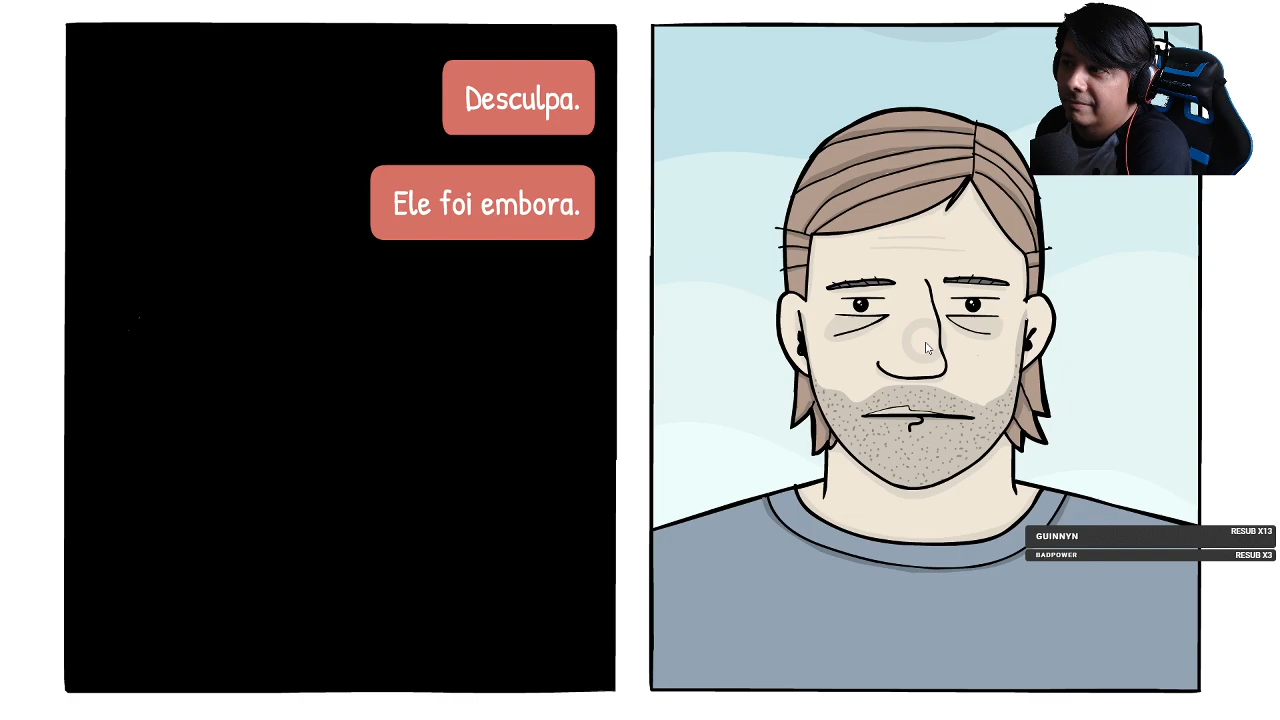 Desculpa.
Ele foi embora.
GUINNYN RESUB X13
BADPOWER RESUB X3